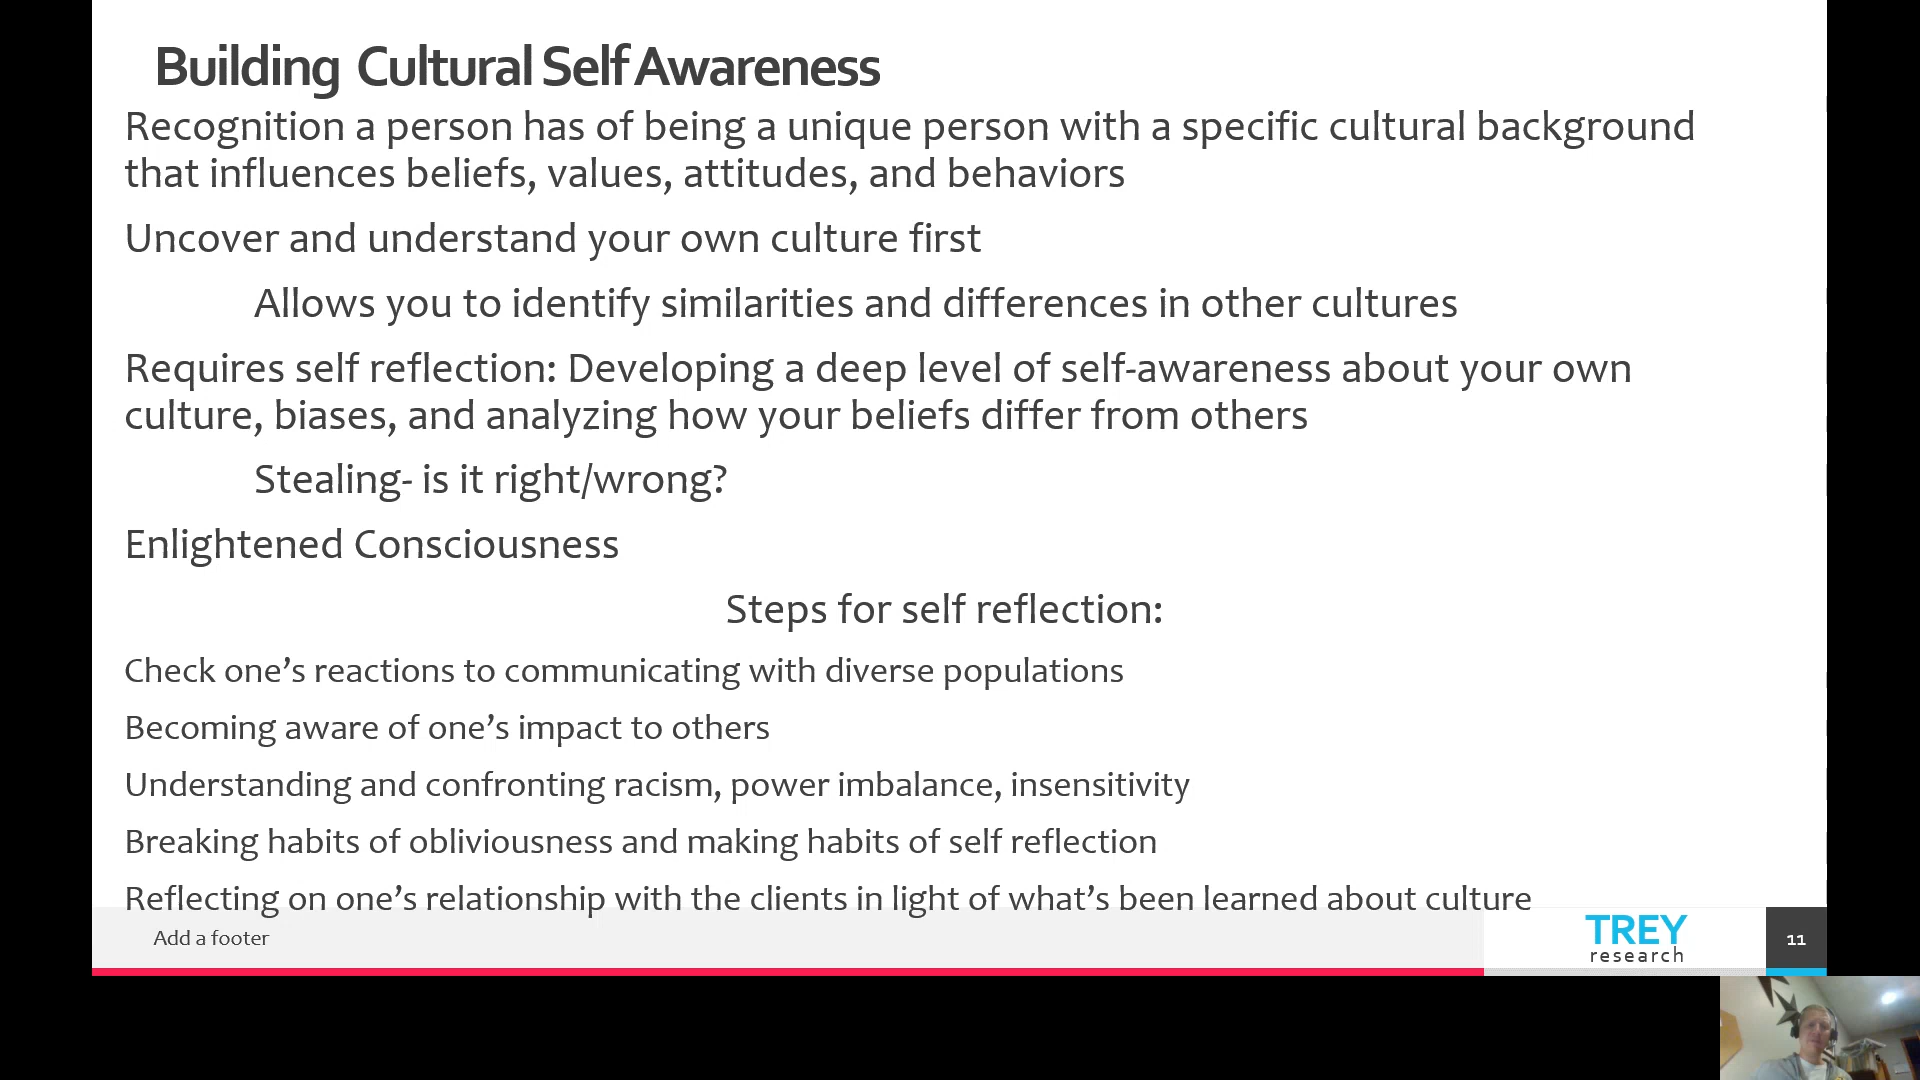 Building Cultural Self Awareness
Recognition a person has of being a unique person with a specific cultural background
that influences beliefs, values, attitudes, and behaviors
Uncover and understand your own culture first
Allows you to identify similarities and differences in other cultures
Requires self reflection: Developing a deep level of self-awareness about your own
culture, biases, and analyzing how your beliefs differ from others
Stealing- is it right/wrong?
Enlightened Consciousness
Steps for self reflection:
Check one’s reactions to communicating with diverse populations
Becoming aware of one’s impact to others
Understanding and confronting racism, power imbalance, insensitivity
Breaking habits of obliviousness and making habits of self reflection
Reflecting on one’s relationship with the clients in light of what’s been learned about culture
Add a footer
TREY
research
11